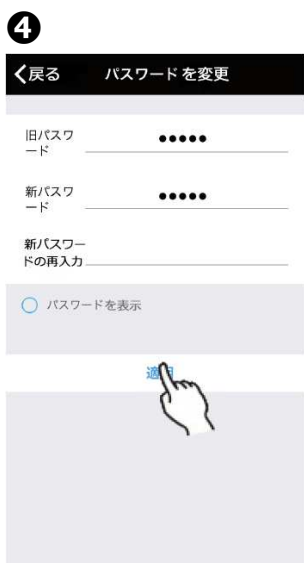 ❹
戻る パスワードを変更
旧パスワ
ード •••••
新パスワ
ード •••••
新パスワー
ドの再入力
パスワードを表示
適用